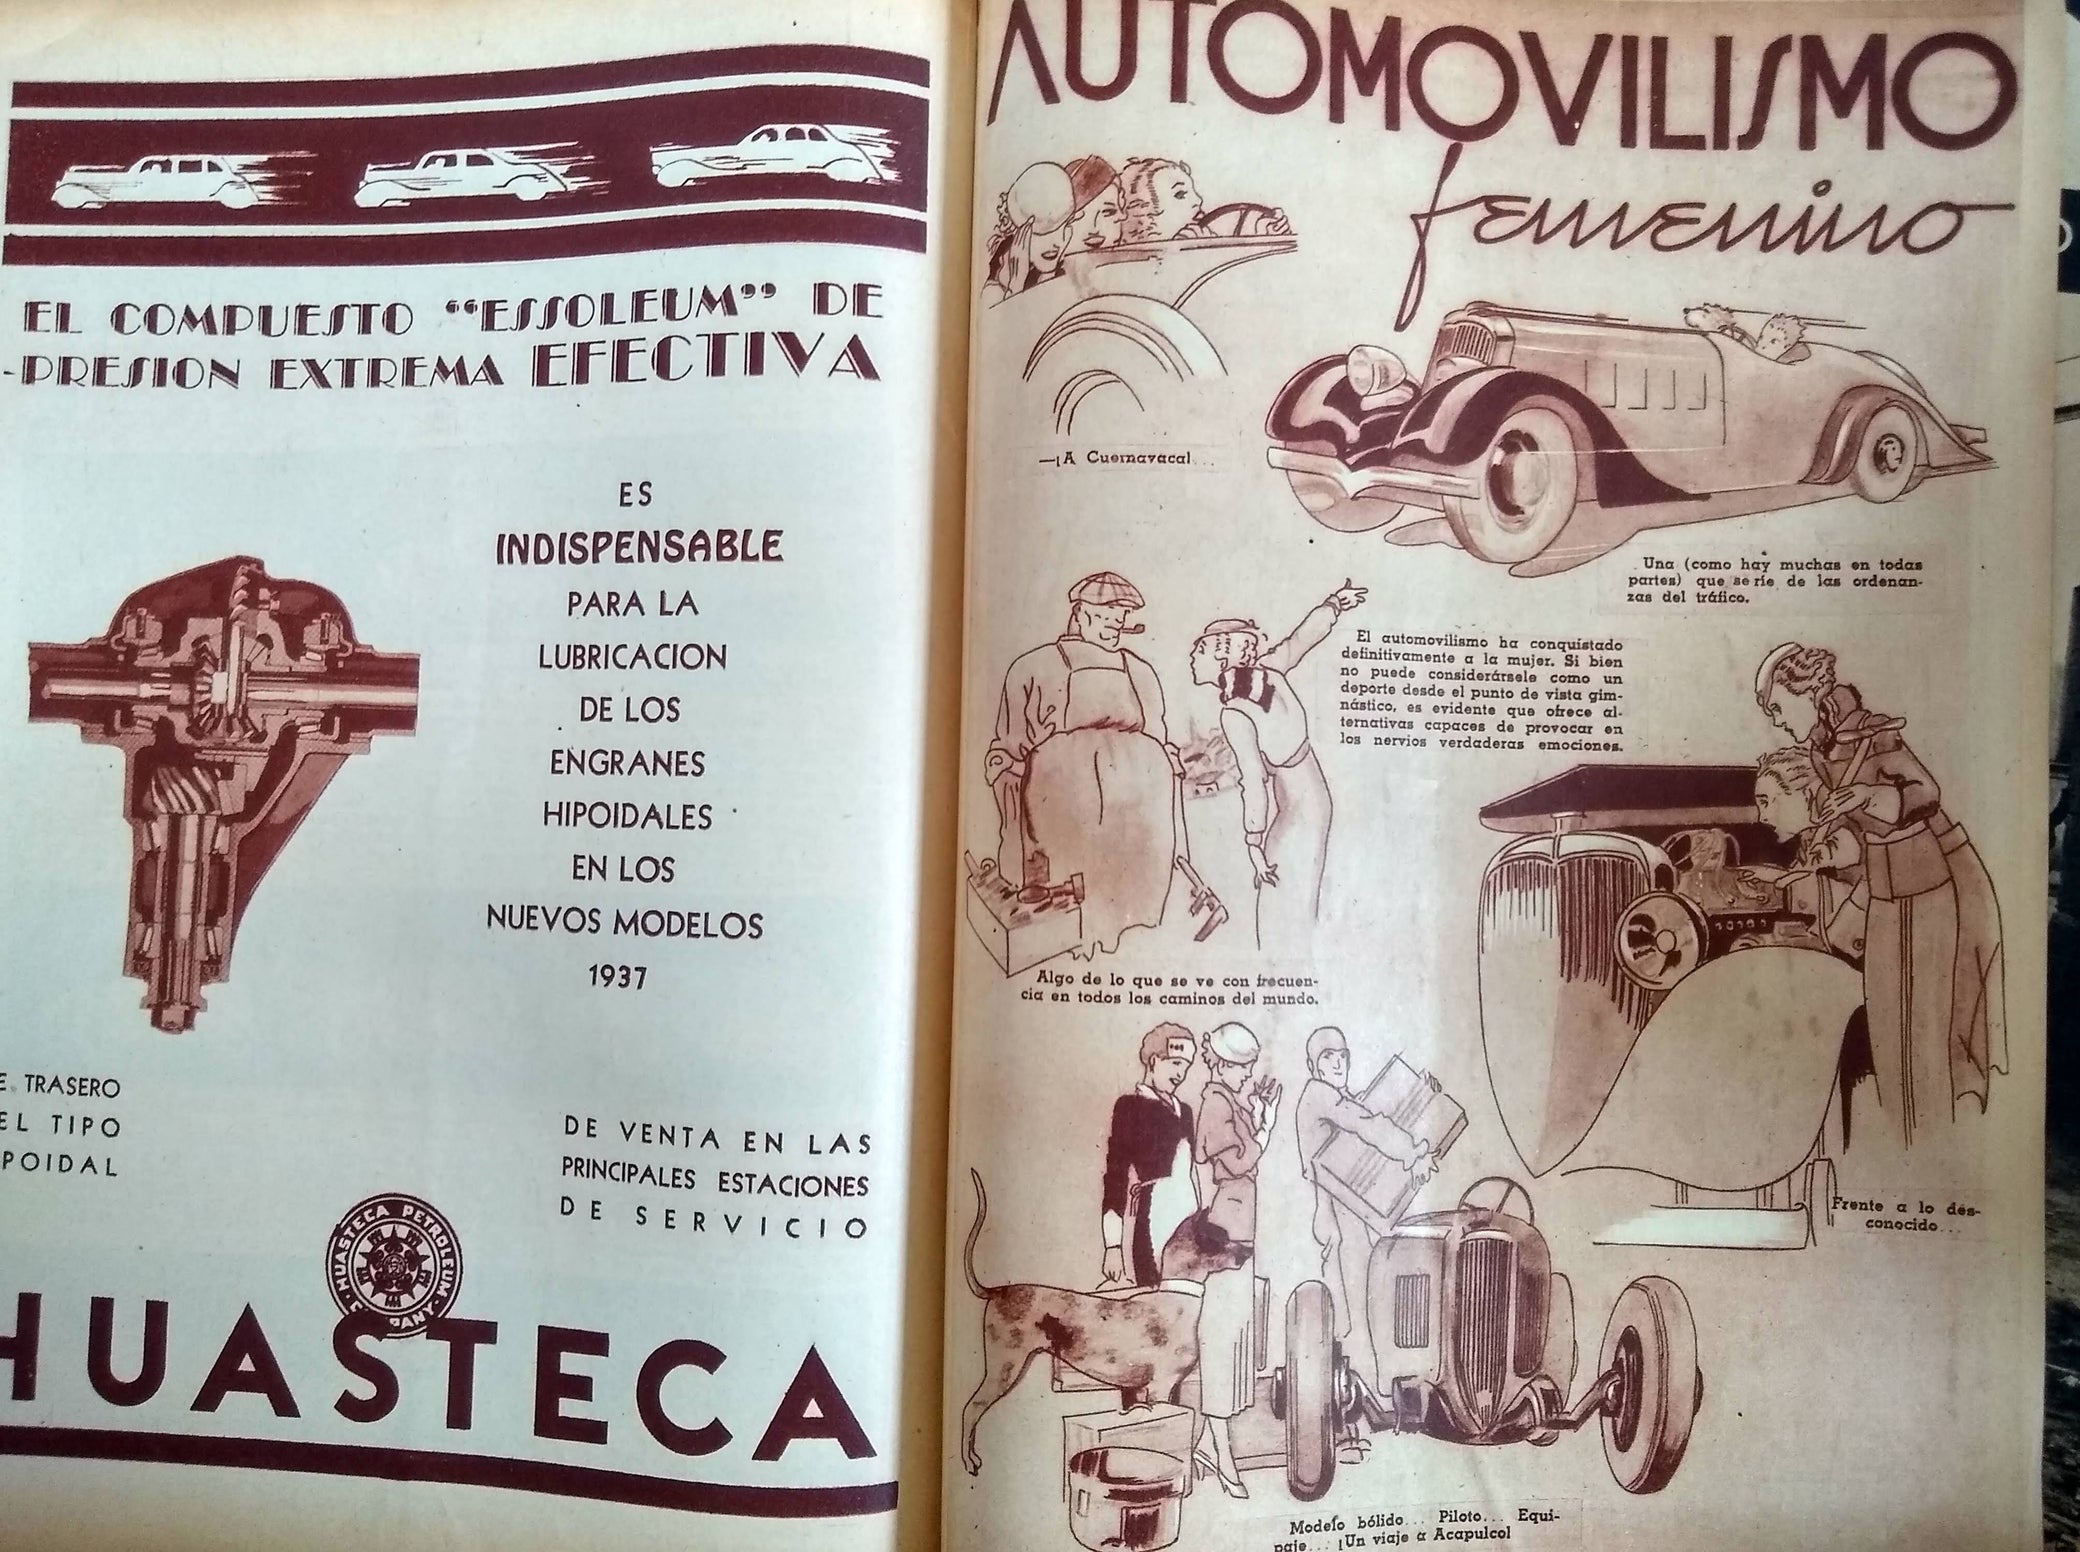 EL COMPUESTO "ESSOLEUM" DE
-PRESION EXTREMA EFECTIVA
ES
INDISPENSABLE
PARA LA
LUBRICACION
DE LOS
ENGRANES
HIPOIDALES
EN LOS
NUEVOS MODELOS
1937
E. TRASERO
EL TIPO
POIDAL
DE VENTA EN LAS
PRINCIPALES ESTACIONES
DE SERVICIO
HUASTECA PETROLEUM
HUASTECA
AUTOMOVILISMO
femenino
—¡A Cuernavaca!...
Una (como hay muchas en todas
partes) que se ríe de las ordenan-
zas del tráfico.
El automovilismo ha conquistado
definitivamente a la mujer. Si bien
no puede considerársele como un
deporte desde el punto de vista gim-
nástico, es evidente que ofrece al-
ternativas capaces de provocar en
los nervios verdaderas emociones.
Algo de lo que se ve con frecuen-
cia en todos los caminos del mundo.
Frente a lo des-
conocido...
Modelo bólido... Piloto... Equi-
paje... ¡Un viaje a Acapulco!